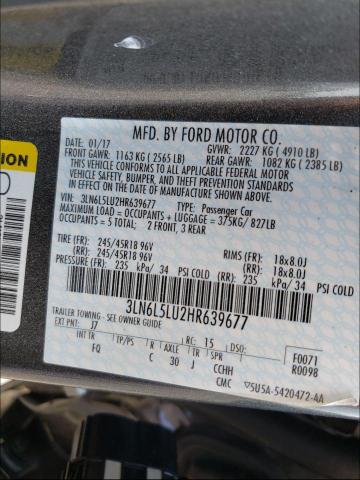 MFD. BY FORD MOTOR CO.
DATE: 01/17
GVWR: 2227 KG ( 4910 LB)
FRONT GAWR: 1163 KG ( 2565 LB)
REAR GAWR: 1082 KG ( 2385 LB)
THIS VEHICLE CONFORMS TO ALL APPLICABLE FEDERAL MOTOR
VEHICLE SAFETY, BUMPER, AND THEFT PREVENTION STANDARDS IN
EFFECT ON THE DATE OF MANUFACTURE SHOWN ABOVE.
VIN: 3LN6L5LU2HR639677
TYPE: Passenger Car
MAXIMUM = OCCUPANTS + LUGGAGE = 375KG/ 827LB
OCCUPANTS = 5 TOTAL 2 FRONT, 3 REAR
TIRE (FR): 245/45R18 96V
RIMS (FR): 18x8.0J
(RR): 245/45R18 96V
(RR): 18x8.0J
PRESSURE (FR): 235 kPa/ 34 PSI/LPC (RR): 235 kPa/ 34 PSI/LPC
3LN6L5LU2HR639677
TRAILER TOWING - SEE OWNER GUIDE
EXT PNT: J7
RC: 15
DSO:
F0071
INT TR
TP/PS
R
AXLE
TR
R0098
FQ
C
30
J
CCHH
CMC
5U5A-5420472-AA